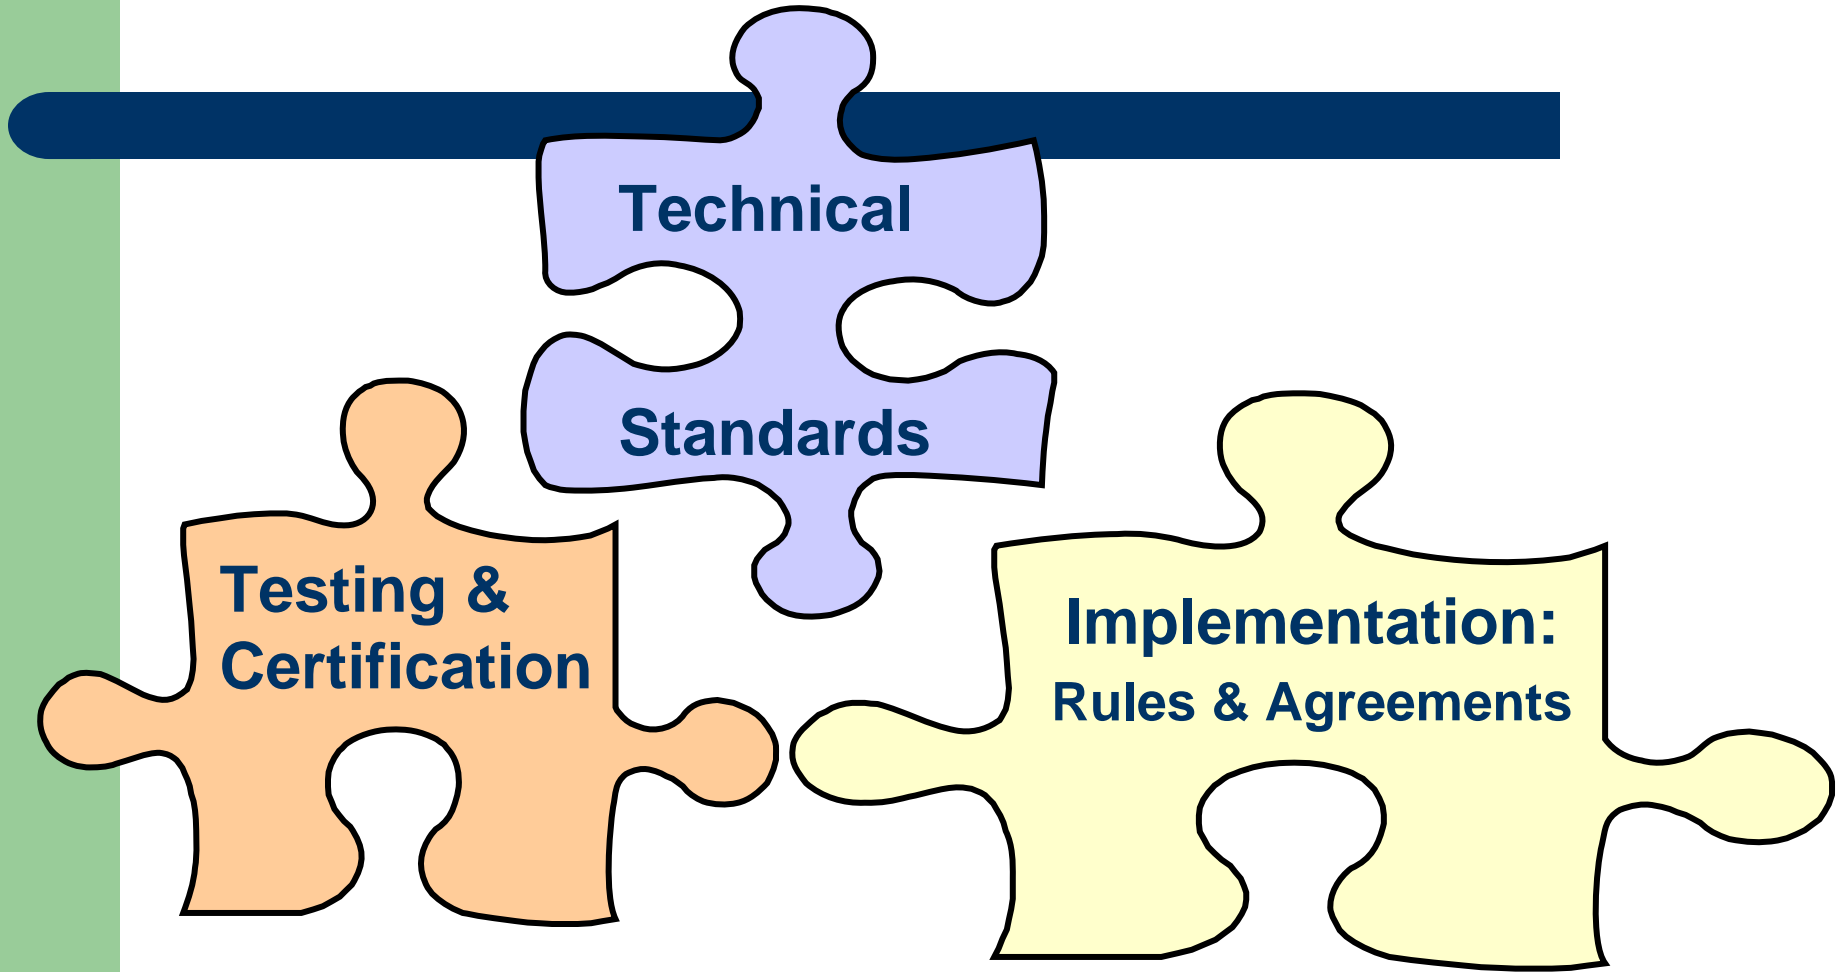 Technical
Standards
Testing &
Certification
Implementation:
Rules & Agreements